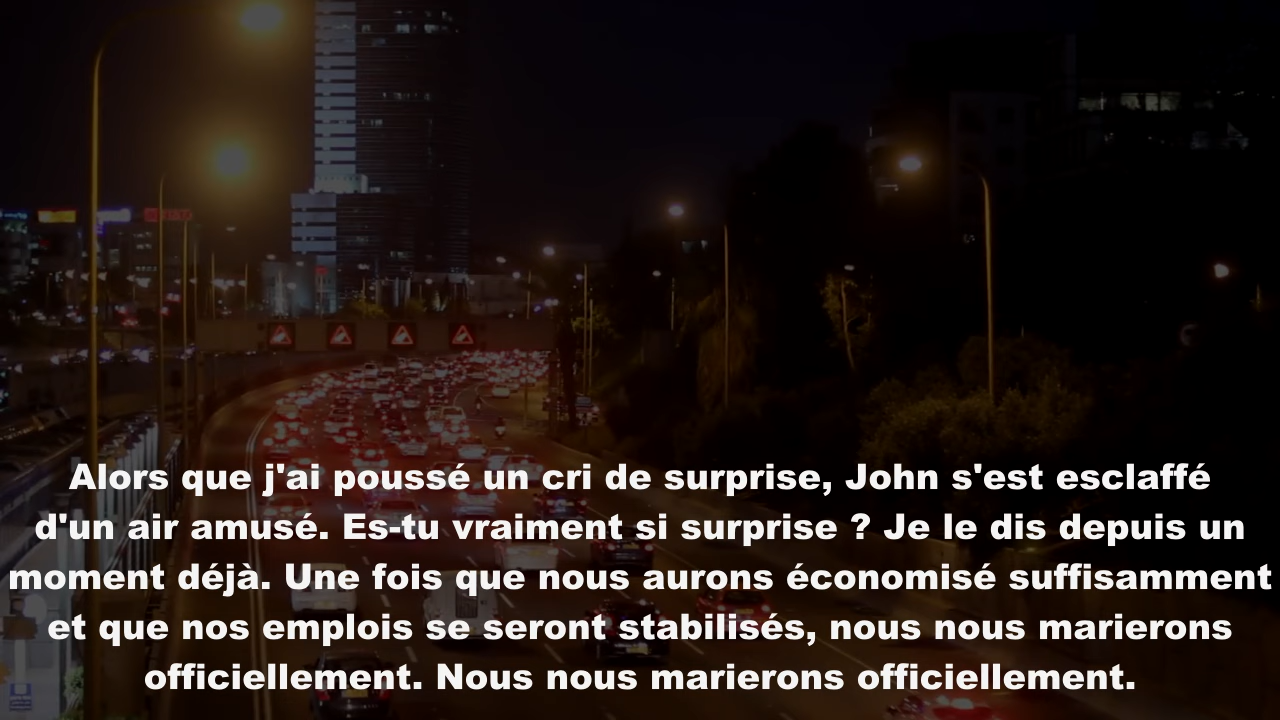 Alors que j'ai poussé un cri de surprise, John s'est esclaffé
d'un air amusé. Es-tu vraiment si surprise ? Je le dis depuis un
moment déjà. Une fois que nous aurons économisé suffisamment
et que nos emplois se seront stabilisés, nous nous marierons
officiellement. Nous nous marierons officiellement.